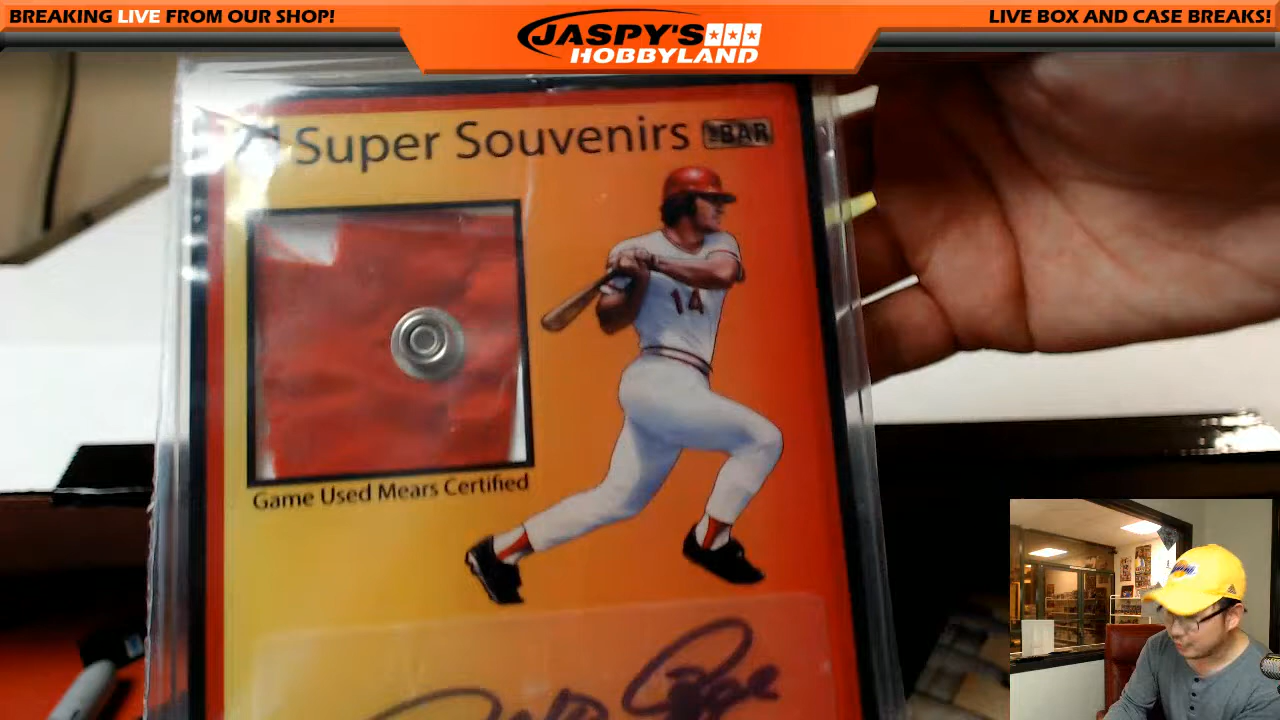 BREAKING LIVE FROM OUR SHOP!
JASPY'S
HOBBYLAND
LIVE BOX AND CASE BREAKS!
Super Souvenirs THE BAR
14
Game Used Mears Certified